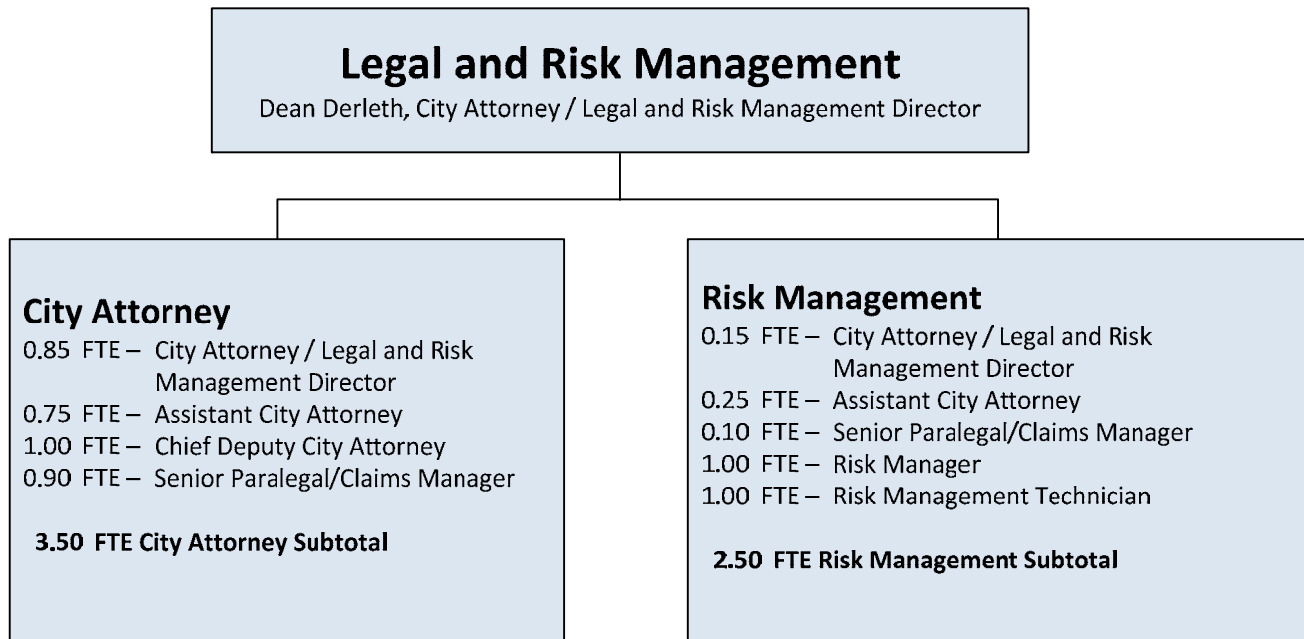 Legal and Risk Management
Dean Derleth, City Attorney / Legal and Risk Management Director
City Attorney
0.85 FTE – City Attorney / Legal and Risk
Management Director
0.75 FTE – Assistant City Attorney
1.00 FTE – Chief Deputy City Attorney
0.90 FTE – Senior Paralegal/Claims Manager
3.50 FTE City Attorney Subtotal
Risk Management
0.15 FTE – City Attorney / Legal and Risk
Management Director
0.25 FTE – Assistant City Attorney
0.10 FTE – Senior Paralegal/Claims Manager
1.00 FTE – Risk Manager
1.00 FTE – Risk Management Technician
2.50 FTE Risk Management Subtotal